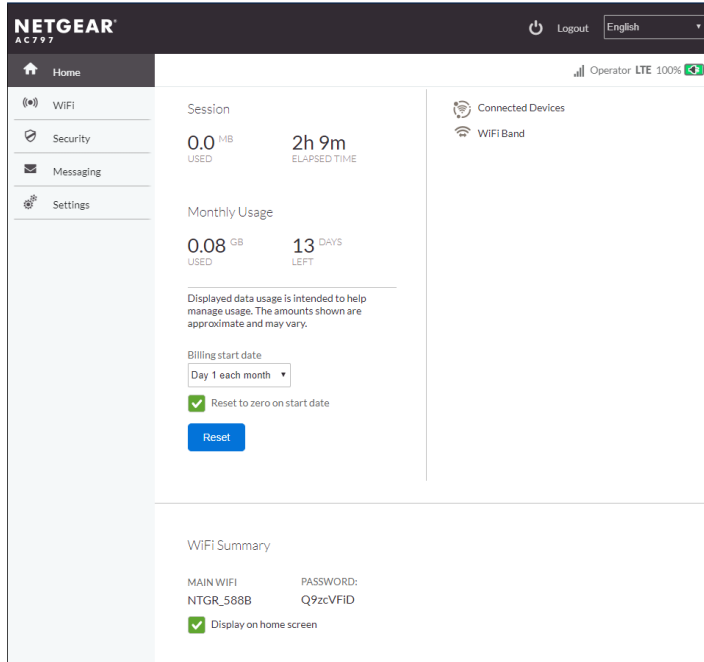 NETGEAR®
AC797
Logout English
Operator LTE 100%
Home
WiFi
Security
Messaging
Settings
Session
0.0 MB
USED
2h 9m
ELAPSED TIME
Monthly Usage
0.08 GB
USED
13 DAYS
LEFT
Displayed data usage is intended to help
manage usage. The amounts shown are
approximate and may vary.
Billing start date
Day 1 each month
Reset to zero on start date
Reset
Connected Devices
WiFi Band
WiFi Summary
MAIN WIFI
NTGR_588B
PASSWORD:
Q9zcVFiD
Display on home screen